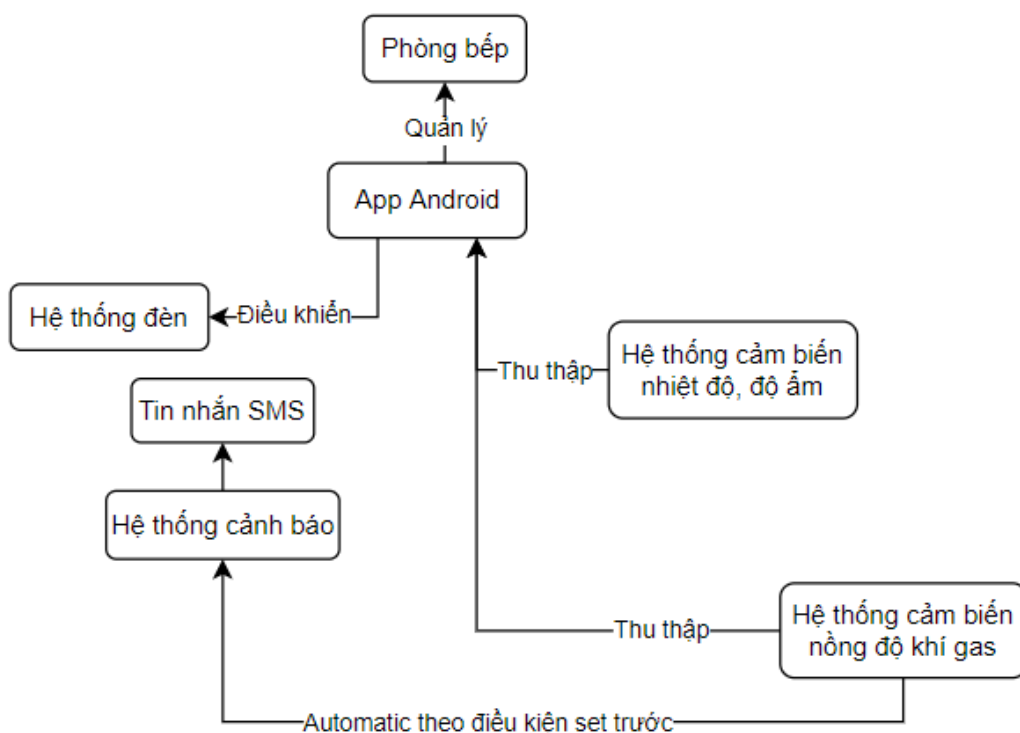 Phòng bếp
Quản lý
App Android
Hệ thống đèn
Điều khiển
Thu thập
Hệ thống cảm biến
nhiệt độ, độ ẩm
Tin nhắn SMS
Hệ thống cảnh báo
Thu thập
Hệ thống cảm biến
nồng độ khí gas
Automatic theo điều kiên set trước